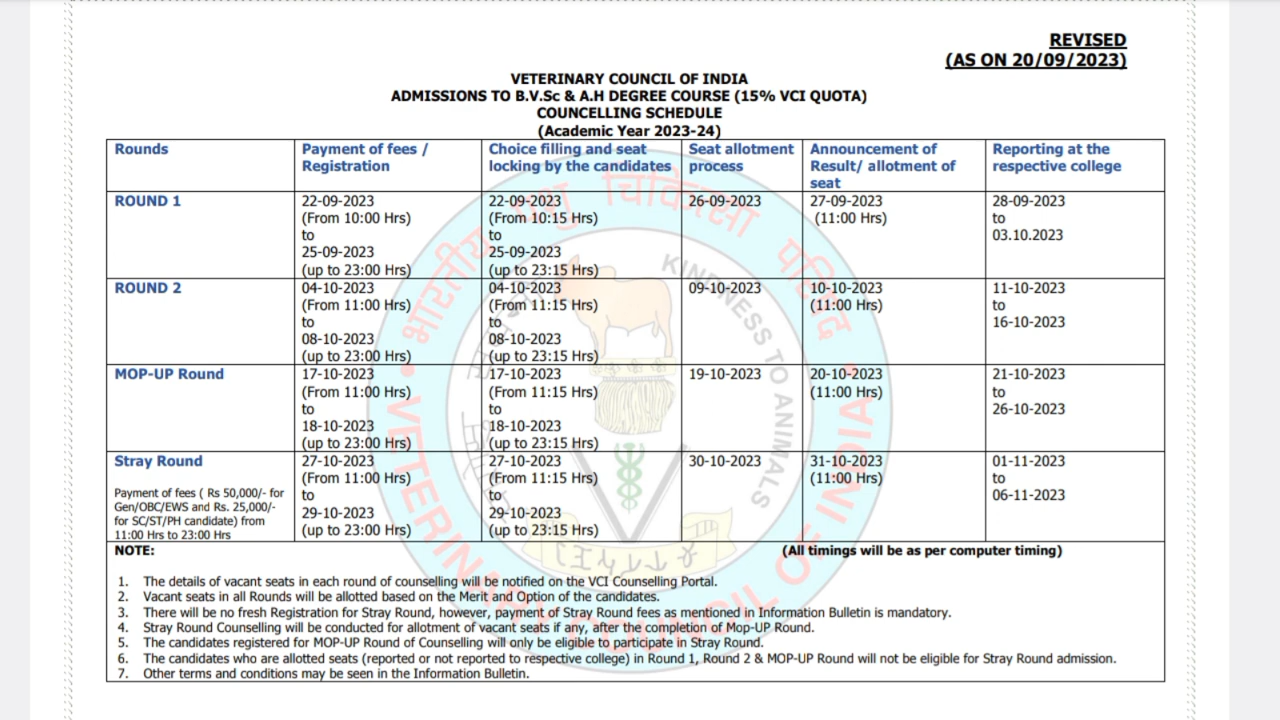 REVISED
(AS ON 20/09/2023)
VETERINARY COUNCIL OF INDIA
ADMISSIONS TO B.V.Sc & A.H DEGREE COURSE (15% VCI QUOTA)
COUNCELLING SCHEDULE
(Academic Year 2023-24)
Rounds
Payment of fees /
Registration
Choice filling and seat
locking by the candidates
Seat allotment
process
Announcement of
Result/ allotment of
seat
Reporting at the
respective college
ROUND 1
22-09-2023
(From 10:00 Hrs)
to
25-09-2023
(up to 23:00 Hrs)
22-09-2023
(From 10:15 Hrs)
to
25-09-2023
(up to 23:15 Hrs)
26-09-2023
27-09-2023
(11:00 Hrs)
28-09-2023
to
03.10.2023
ROUND 2
04-10-2023
(From 11:00 Hrs)
to
08-10-2023
(up to 23:00 Hrs)
04-10-2023
(From 11:15 Hrs)
to
08-10-2023
(up to 23:15 Hrs)
09-10-2023
10-10-2023
(11:00 Hrs)
11-10-2023
to
16-10-2023
MOP-UP Round
17-10-2023
(From 11:00 Hrs)
to
18-10-2023
(up to 23:00 Hrs)
17-10-2023
(From 11:15 Hrs)
to
18-10-2023
(up to 23:15 Hrs)
19-10-2023
20-10-2023
(11:00 Hrs)
21-10-2023
to
26-10-2023
Stray Round
Payment of fees ( Rs 50,000/- for
Gen/OBC/EWS and Rs. 25,000/-
for SC/ST/PH candidate) from
11:00 Hrs to 23:00 Hrs
27-10-2023
(From 11:00 Hrs)
to
29-10-2023
(up to 23:00 Hrs)
27-10-2023
(From 11:15 Hrs)
to
29-10-2023
(up to 23:15 Hrs)
30-10-2023
31-10-2023
(11:00 Hrs)
01-11-2023
to
06-11-2023
NOTE: (All timings will be as per computer timing)
1. The details of vacant seats in each round of counselling will be notified on the VCI Counselling Portal.
2. Vacant seats in all Rounds will be allotted based on the Merit and Option of the candidates.
3. There will be no fresh Registration for Stray Round, however, payment of Stray Round fees as mentioned in Information Bulletin is mandatory.
4. Stray Round Counselling will be conducted for allotment of vacant seats if any, after the completion of Mop-UP Round.
5. The candidates registered for MOP-UP Round of Counselling will only be eligible to participate in Stray Round.
6. The candidates who are allotted seats (reported or not reported to respective college) in Round 1, Round 2 & MOP-UP Round will not be eligible for Stray Round admission.
7. Other terms and conditions may be seen in the Information Bulletin.
भारतीय पशु चिकित्सा परिषद
VETERINARY COUNCIL OF INDIA
KINDNESS TO ANIMALS